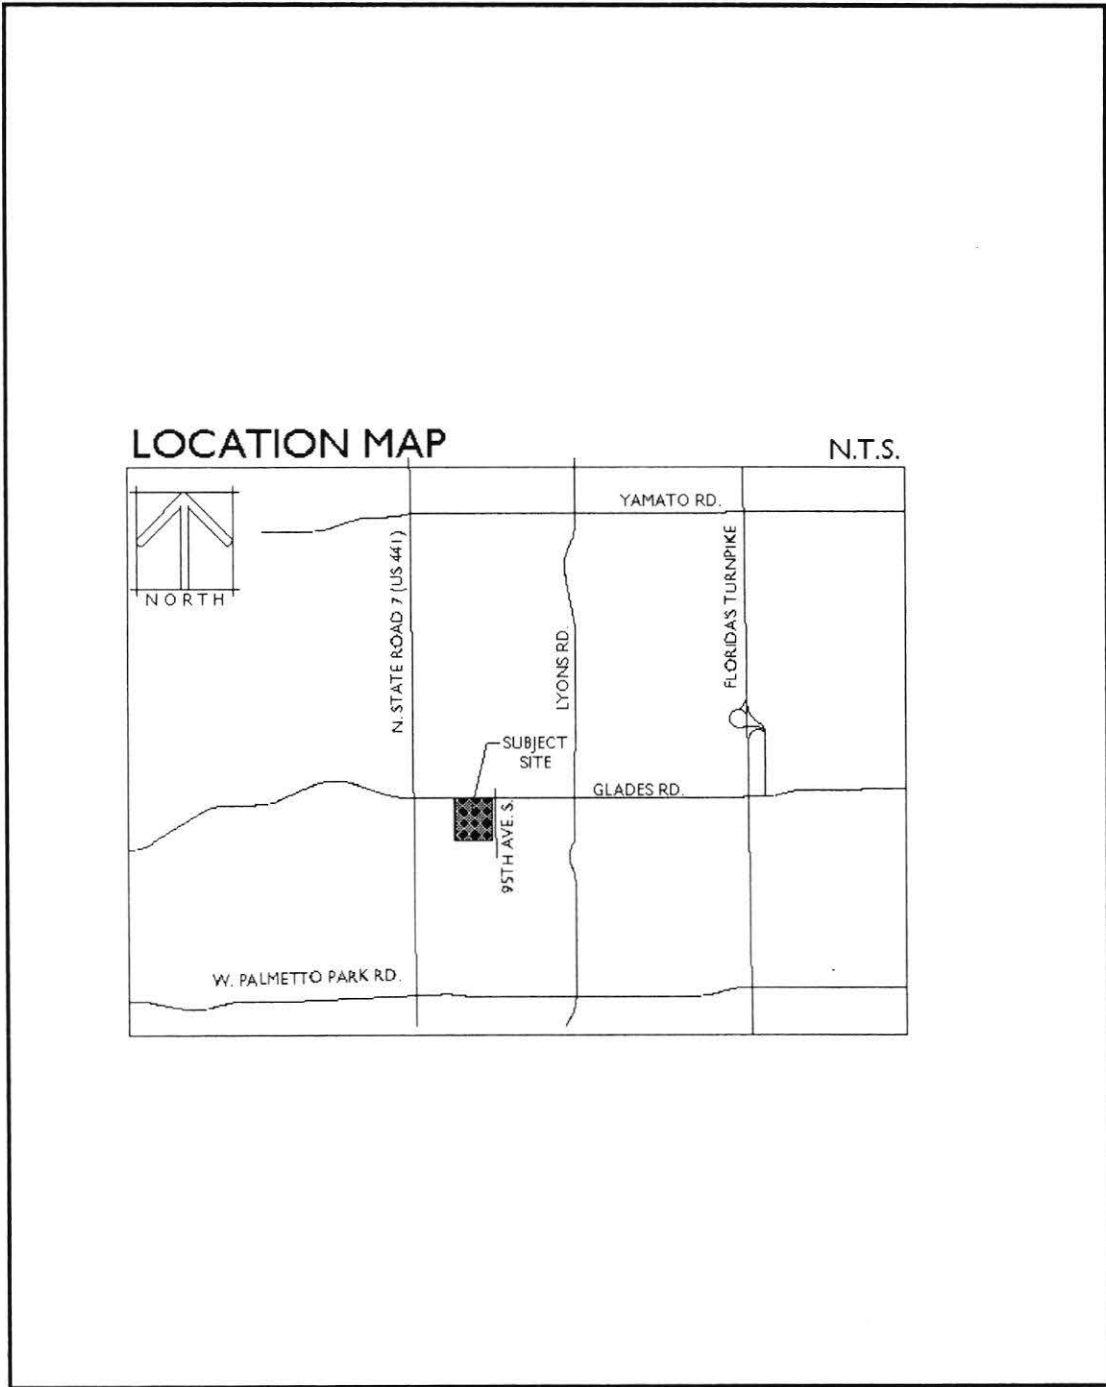 LOCATION MAP
N.T.S.
YAMATO RD.
NORTH
N. STATE ROAD 7 (US 441)
LYONS RD.
FLORIDA'S TURNPIKE
SUBJECT
SITE
GLADES RD.
95TH AVE. S.
W. PALMETTO PARK RD.